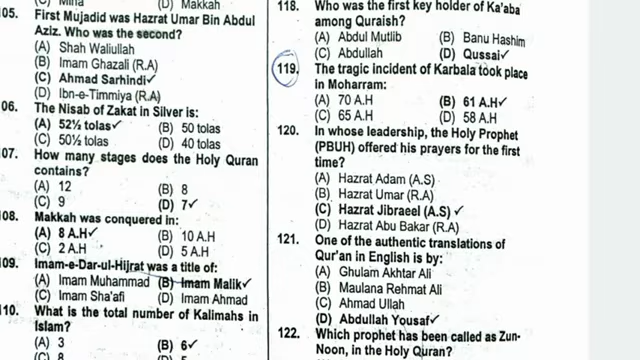 (C) Mina (D) Makkah
105. First Mujadid was Hazrat Umar Bin Abdul
Aziz. Who was the second?
(A) Shah Waliullah
(B) Imam Ghazali (R.A)
(C) Ahmad Sarhindi✓
(D) Ibn-e-Timmiya (R.A)
06. The Nisab of Zakat in Silver is:
(A) 52½ tolas✓ (B) 50 tolas
(C) 50½ tolas (D) 40 tolas
07. How many stages does the Holy Quran
contains?
(A) 12 (B) 8
(C) 9 (D) 7✓
08. Makkah was conquered in:
(A) 8 A.H✓ (B) 10 A.H
(C) 2 A.H (D) 5 A.H
109. Imam-e-Dar-ul-Hijrat was a title of:
(A) Imam Muhammad (B) Imam Malik✓
(C) Imam Sha'afi (D) Imam Ahmad
110. What is the total number of Kalimahs in
Islam?
(A) 3 (B) 6✓
(C) 8 (D) 5
118. Who was the first key holder of Ka'aba
among Quraish?
(A) Abdul Mutlib (B) Banu Hashim
(C) Abdullah (D) Qussai✓
119. The tragic incident of Karbala took place
in Moharram:
(A) 70 A.H (B) 61 A.H✓
(C) 65 A.H (D) 58 A.H
120. In whose leadership, the Holy Prophet
(PBUH) offered his prayers for the first
time?
(A) Hazrat Adam (A.S)
(B) Hazrat Umar (R.A)
(C) Hazrat Jibraeel (A.S) ✓
(D) Hazrat Abu Bakar (R.A)
121. One of the authentic translations of
Qur'an in English is by:
(A) Ghulam Akhtar Ali
(B) Maulana Rehmat Ali
(C) Ahmad Ullah
(D) Abdullah Yousaf✓
122. Which prophet has been called as Zun-
Noon, in the Holy Quran?